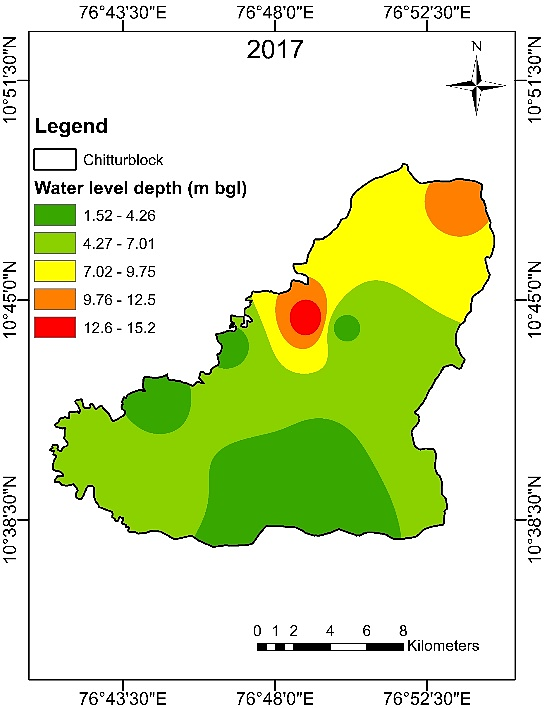 76°43'30"E 76°48'0"E 76°52'30"E
2017
N
10°51'30"N 10°51'30"N
Legend
Chitturblock
Water level depth (m bgl)
1.52 - 4.26
4.27 - 7.01
7.02 - 9.75
9.76 - 12.5
12.6 - 15.2
10°45'0"N 10°45'0"N
10°38'30"N 10°38'30"N
0 1 2 4 6 8
Kilometers
76°43'30"E 76°48'0"E 76°52'30"E